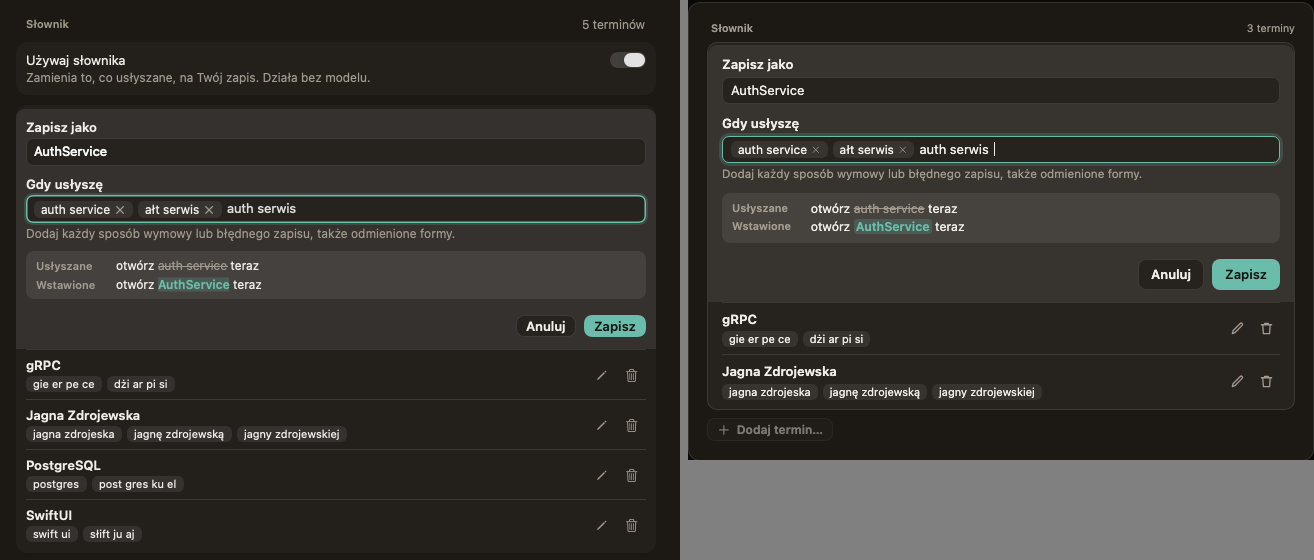 Słownik
5 terminów
Używaj słownika
Zamienia to, co usłyszane, na Twój zapis. Działa bez modelu.
Zapisz jako
AuthService
Gdy usłyszę
auth service ałt serwis auth serwis
Dodaj każdy sposób wymowy lub błędnego zapisu, także odmienione formy.
Usłyszane otwórz auth service teraz
Wstawione otwórz AuthService teraz
Anuluj Zapisz
gRPC
gie er pe ce dżi ar pi si
Jagna Zdrojewska
jagna zdrojeska jagnę zdrojewską jagny zdrojewskiej
PostgreSQL
postgres post gres ku el
SwiftUI
swift ui słift ju aj
Słownik
3 terminy
Zapisz jako
AuthService
Gdy usłyszę
auth service ałt serwis auth serwis
Dodaj każdy sposób wymowy lub błędnego zapisu, także odmienione formy.
Usłyszane otwórz auth service teraz
Wstawione otwórz AuthService teraz
Anuluj Zapisz
gRPC
gie er pe ce dżi ar pi si
Jagna Zdrojewska
jagna zdrojeska jagnę zdrojewską jagny zdrojewskiej
Dodaj termin...